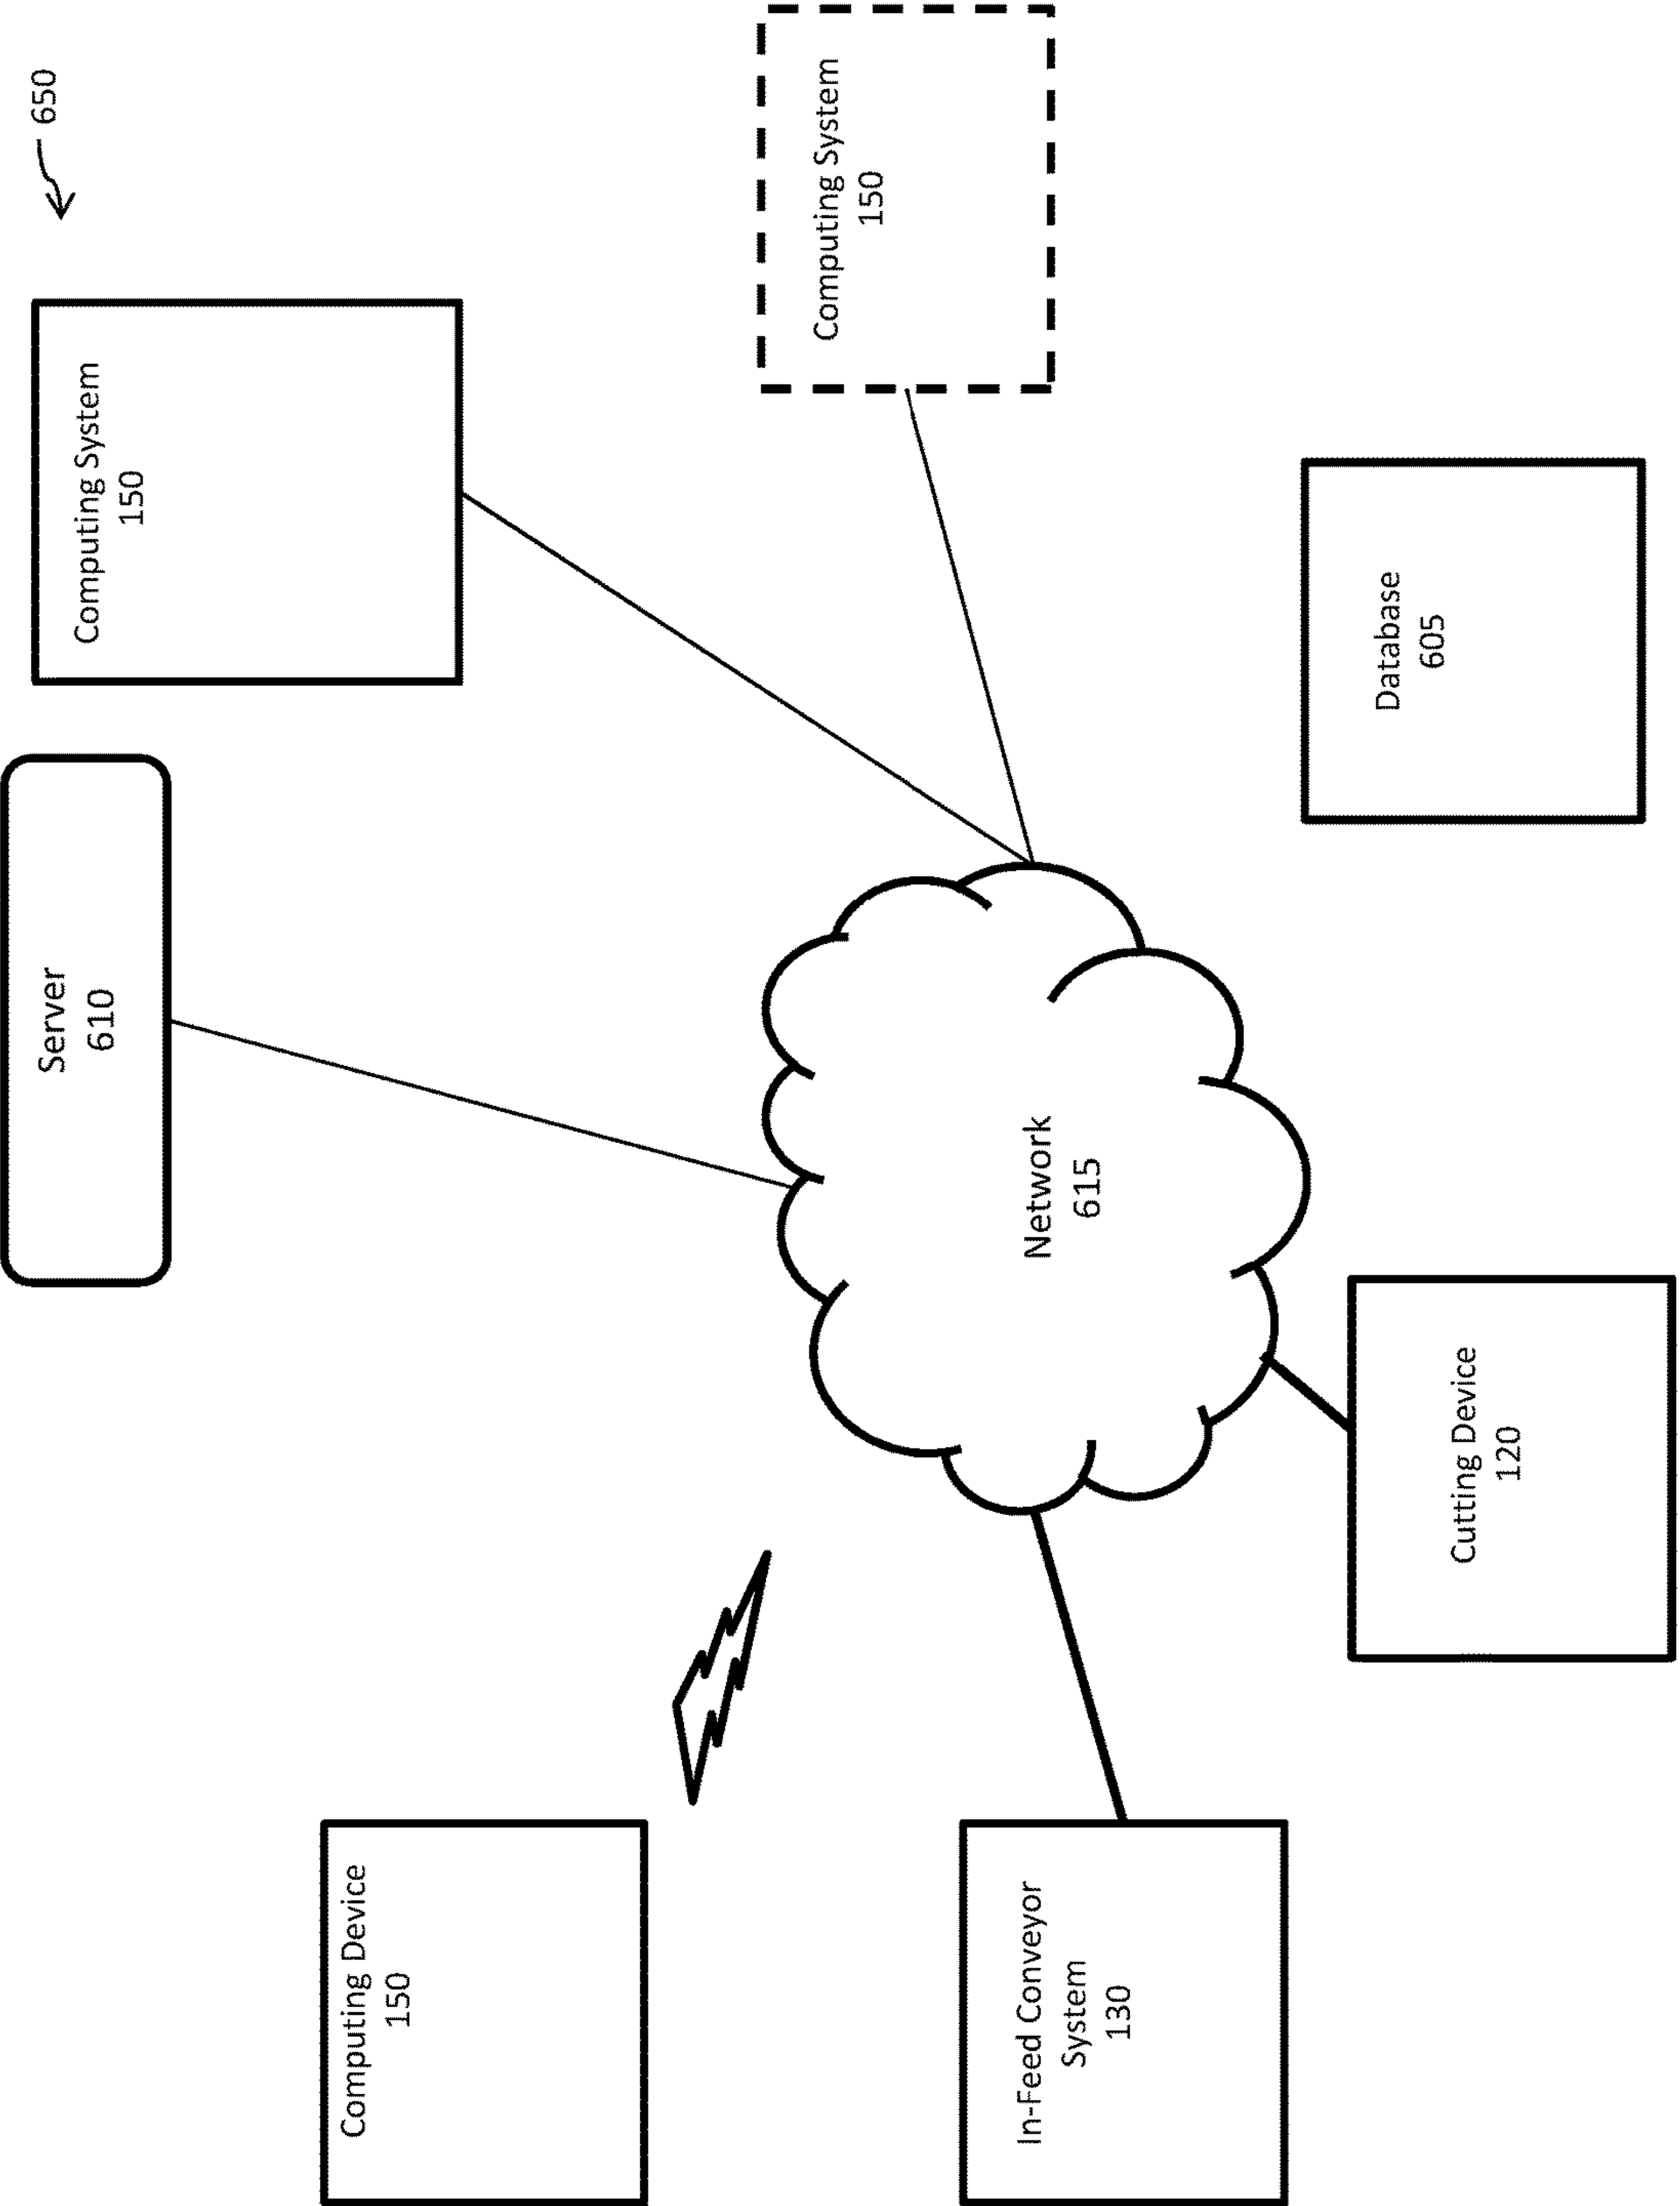 650
Server
610
Computing System
150
Computing Device
150
Computing System
150
Network
615
In-Feed Conveyor
System
130
Cutting Device
120
Database
605